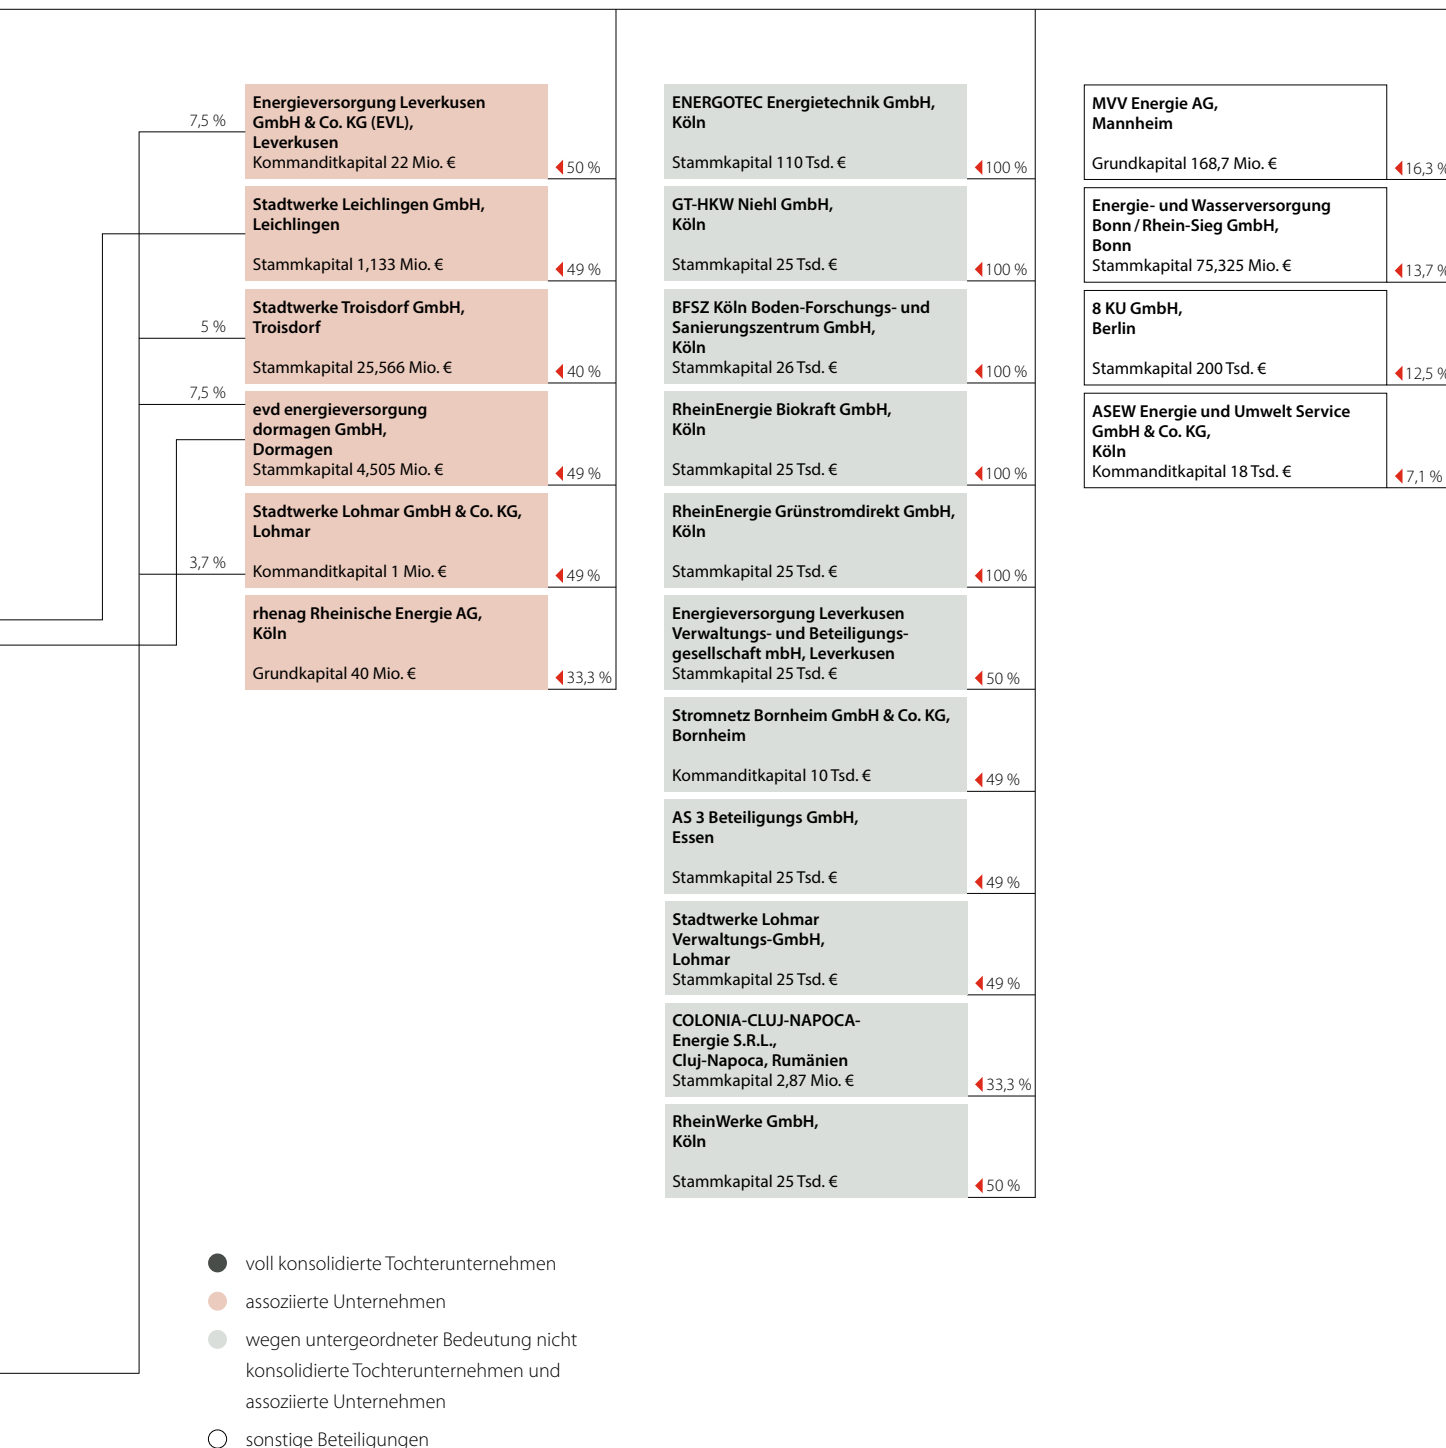 7,5 %
Energieversorgung Leverkusen
GmbH & Co. KG (EVL),
Leverkusen
Kommanditkapital 22 Mio. €
50 %
Stadtwerke Leichlingen GmbH,
Leichlingen
Stammkapital 1,133 Mio. €
49 %
5 %
Stadtwerke Troisdorf GmbH,
Troisdorf
Stammkapital 25,566 Mio. €
40 %
7,5 %
evd energieversorgung
dormagen GmbH,
Dormagen
Stammkapital 4,505 Mio. €
49 %
Stadtwerke Lohmar GmbH & Co. KG,
Lohmar
3,7 %
Kommanditkapital 1 Mio. €
49 %
rhenag Rheinische Energie AG,
Köln
Grundkapital 40 Mio. €
33,3 %
ENERGOTEC Energietechnik GmbH,
Köln
Stammkapital 110 Tsd. €
100 %
GT-HKW Niehl GmbH,
Köln
Stammkapital 25 Tsd. €
100 %
BFSZ Köln Boden-Forschungs- und
Sanierungszentrum GmbH,
Köln
Stammkapital 26 Tsd. €
100 %
RheinEnergie Biokraft GmbH,
Köln
Stammkapital 25 Tsd. €
100 %
RheinEnergie Grünstromdirekt GmbH,
Köln
Stammkapital 25 Tsd. €
100 %
Energieversorgung Leverkusen
Verwaltungs- und Beteiligungs-
gesellschaft mbH, Leverkusen
Stammkapital 25 Tsd. €
50 %
Stromnetz Bornheim GmbH & Co. KG,
Bornheim
Kommanditkapital 10 Tsd. €
49 %
AS 3 Beteiligungs GmbH,
Essen
Stammkapital 25 Tsd. €
49 %
Stadtwerke Lohmar
Verwaltungs-GmbH,
Lohmar
Stammkapital 25 Tsd. €
49 %
COLONIA-CLUJ-NAPOCA-
Energie S.R.L.,
Cluj-Napoca, Rumänien
Stammkapital 2,87 Mio. €
33,3 %
RheinWerke GmbH,
Köln
Stammkapital 25 Tsd. €
50 %
MVV Energie AG,
Mannheim
Grundkapital 168,7 Mio. €
16,3 %
Energie- und Wasserversorgung
Bonn / Rhein-Sieg GmbH,
Bonn
Stammkapital 75,325 Mio. €
13,7 %
8 KU GmbH,
Berlin
Stammkapital 200 Tsd. €
12,5 %
ASEW Energie und Umwelt Service
GmbH & Co. KG,
Köln
Kommanditkapital 18 Tsd. €
7,1 %
voll konsolidierte Tochterunternehmen
assoziierte Unternehmen
wegen untergeordneter Bedeutung nicht
konsolidierte Tochterunternehmen und
assoziierte Unternehmen
sonstige Beteiligungen